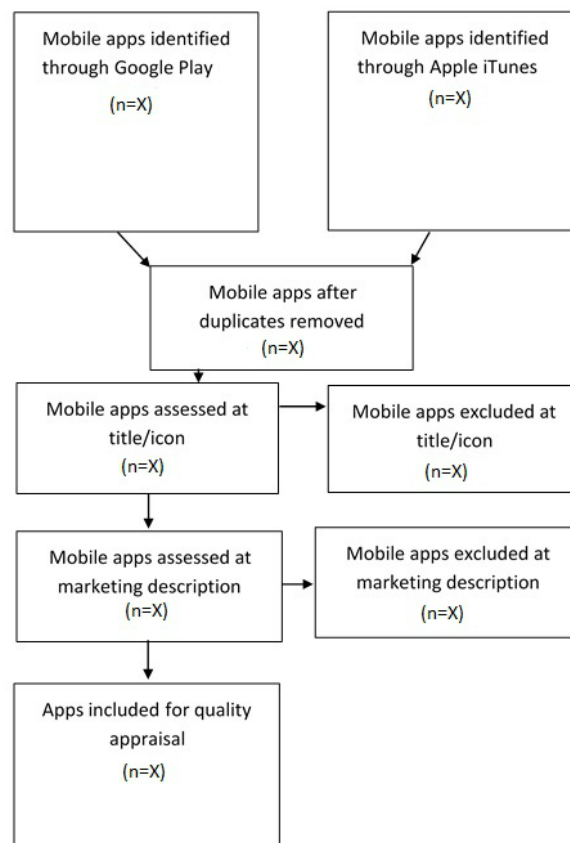 Mobile apps identified
through Google Play
(n=X)
Mobile apps identified
through Apple iTunes
(n=X)
Mobile apps after
duplicates removed
(n=X)
Mobile apps assessed at
title/icon
(n=X)
Mobile apps excluded at
title/icon
(n=X)
Mobile apps assessed at
marketing description
(n=X)
Mobile apps excluded at
marketing description
(n=X)
Apps included for quality
appraisal
(n=X)